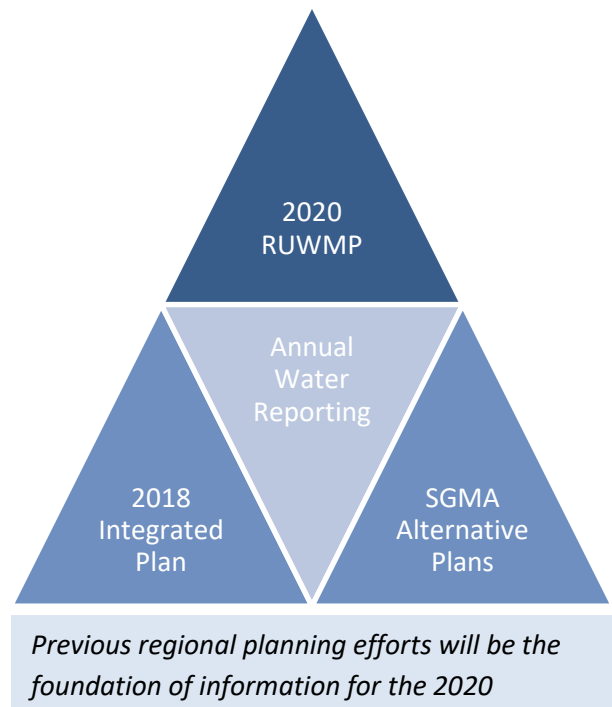 2020
RUWMP
Annual
Water
Reporting
2018
Integrated
Plan
SGMA
Alternative
Plans
Previous regional planning efforts will be the
foundation of information for the 2020